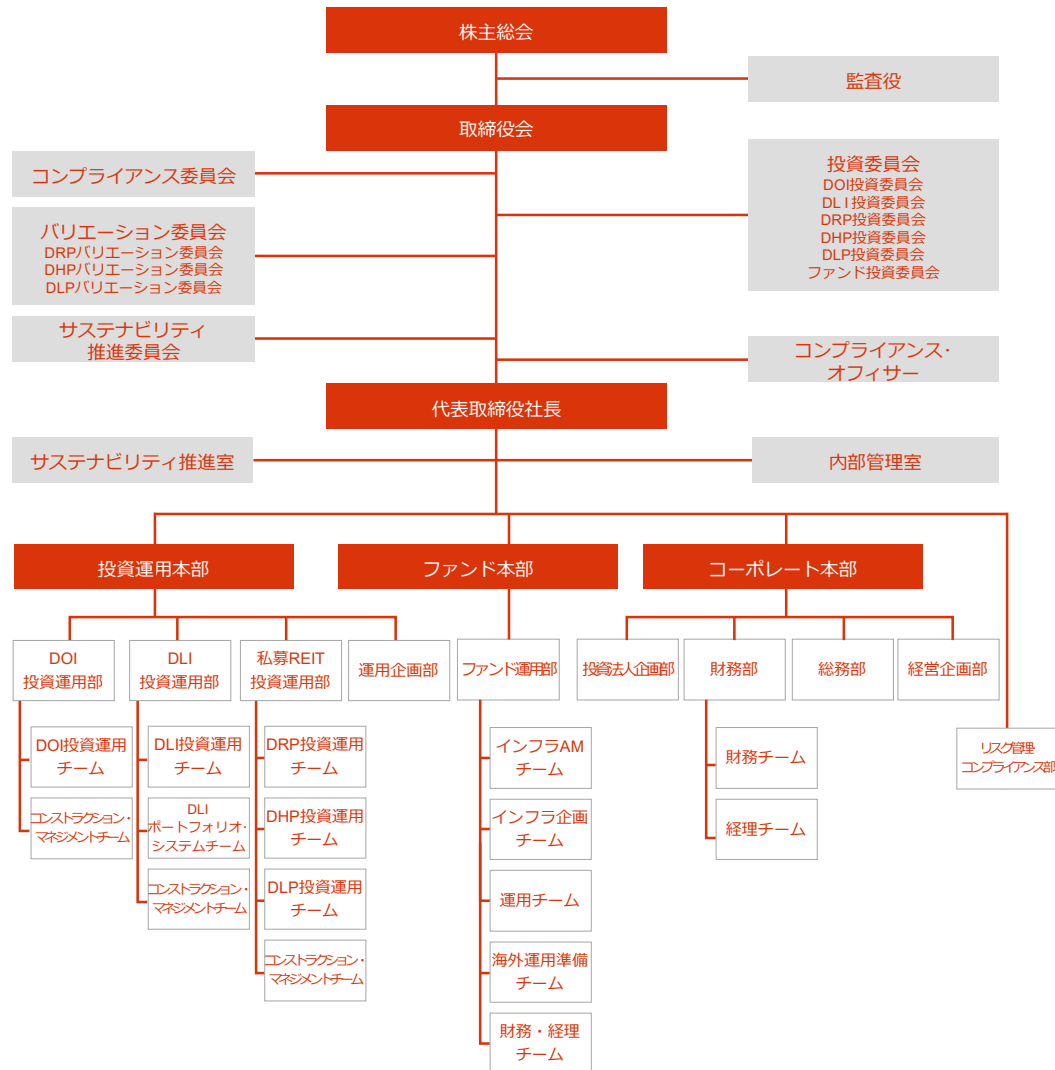 株主総会
監査役
取締役会
コンプライアンス委員会
バリエーション委員会
DRPバリエーション委員会
DHPバリエーション委員会
DLPバリエーション委員会
サステナビリティ
推進委員会
投資委員会
DOI投資委員会
DLI投資委員会
DRP投資委員会
DHP投資委員会
DLP投資委員会
ファンド投資委員会
コンプライアンス・
オフィサー
代表取締役社長
サステナビリティ推進室
内部管理室
投資運用本部
ファンド本部
コーポレート本部
DOI
投資運用部
DLI
投資運用部
私募REIT
投資運用部
運用企画部
ファンド運用部
投資法人企画部
財務部
総務部
経営企画部
DOI投資運用
チーム
コンストラクション・
マネジメントチーム
DLI投資運用
チーム
DLI
ポートフォリオ・
システムチーム
コンストラクション・
マネジメントチーム
DRP投資運用
チーム
DHP投資運用
チーム
DLP投資運用
チーム
コンストラクション・
マネジメントチーム
インフラAM
チーム
インフラ企画
チーム
運用チーム
海外運用準備
チーム
財務・経理
チーム
財務チーム
経理チーム
リスク管理・
コンプライアンス部